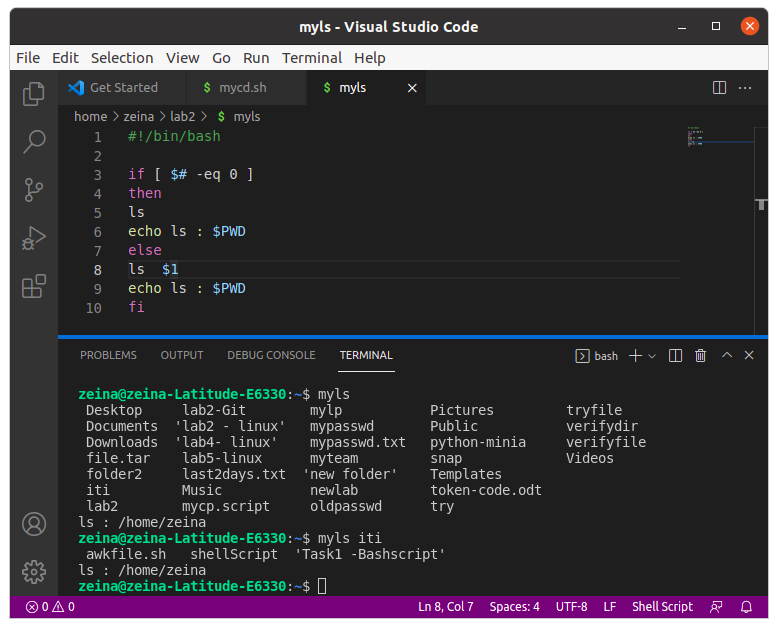 myls - Visual Studio Code
File Edit Selection View Go Run Terminal Help
Get Started $ mycd.sh $ myls
home > zeina > lab2 > $ myls
1 #!/bin/bash
2
3 if [ $# -eq 0 ]
4 then
5 ls
6 echo ls : $PWD
7 else
8 ls  $1
9 echo ls : $PWD
10 fi
PROBLEMS OUTPUT DEBUG CONSOLE TERMINAL bash
zeina@zeina-Latitude-E6330:~$ myls
Desktop lab2-Git mylp Pictures tryfile
Documents 'lab2 - linux' mypasswd Public verifydir
Downloads 'lab4- linux' mypasswd.txt python-minia verifyfile
file.tar lab5-linux myteam snap Videos
folder2 last2days.txt 'new folder' Templates
iti Music newlab token-code.odt
lab2 mycp.script oldpasswd try
ls : /home/zeina
zeina@zeina-Latitude-E6330:~$ myls iti
awkfile.sh shellScript 'Task1 -Bashscript'
ls : /home/zeina
zeina@zeina-Latitude-E6330:~$
0 0 Ln 8, Col 7 Spaces: 4 UTF-8 LF Shell Script